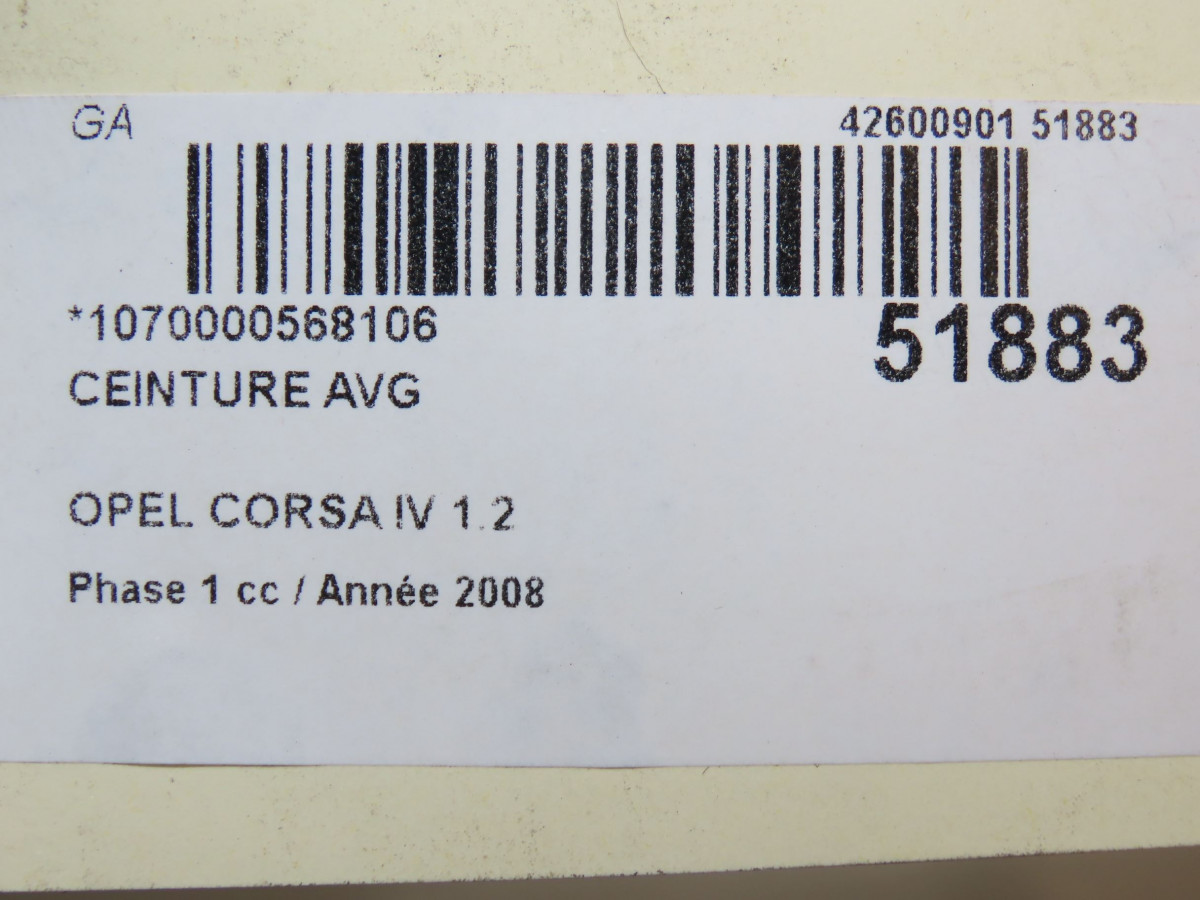 GA
42600901 51883
*1070000568106
51883
CEINTURE AVG
OPEL CORSA IV 1.2
Phase 1 cc / Année 2008